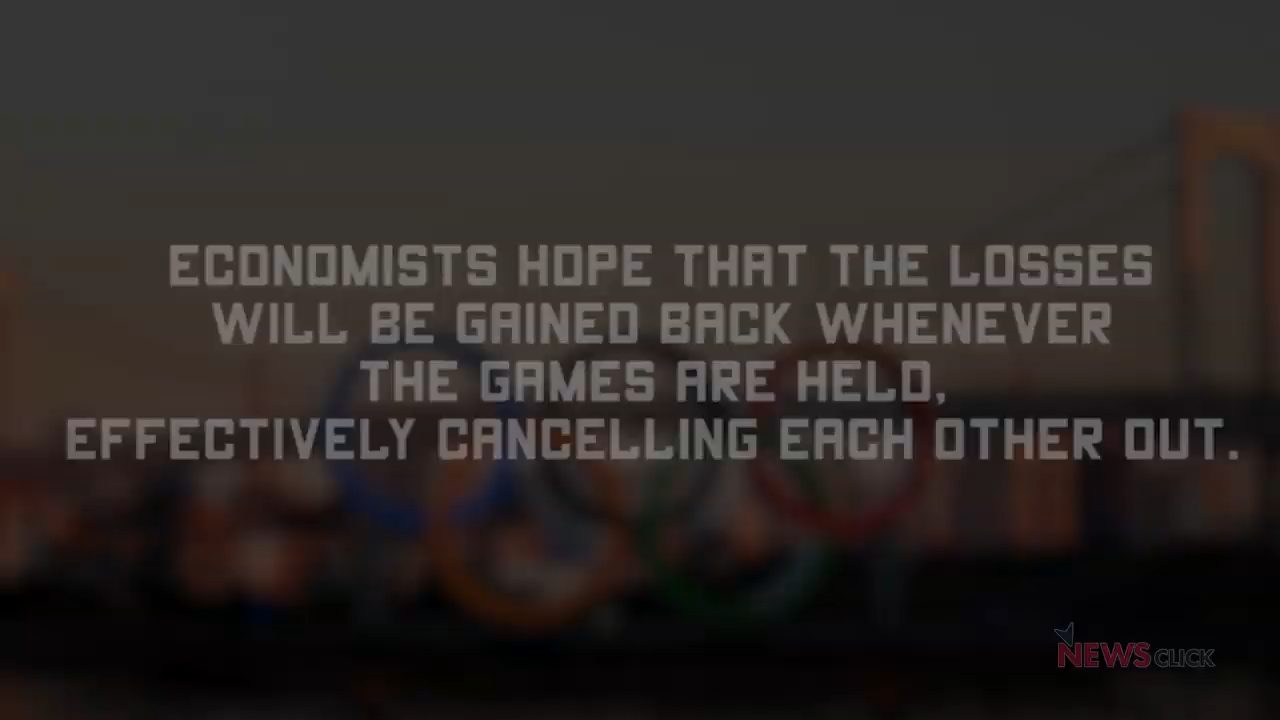 ECONOMISTS HOPE THAT THE LOSSES
WILL BE GAINED BACK WHENEVER
THE GAMES ARE HELD,
EFFECTIVELY CANCELLING EACH OTHER OUT.
NEWSCLICK